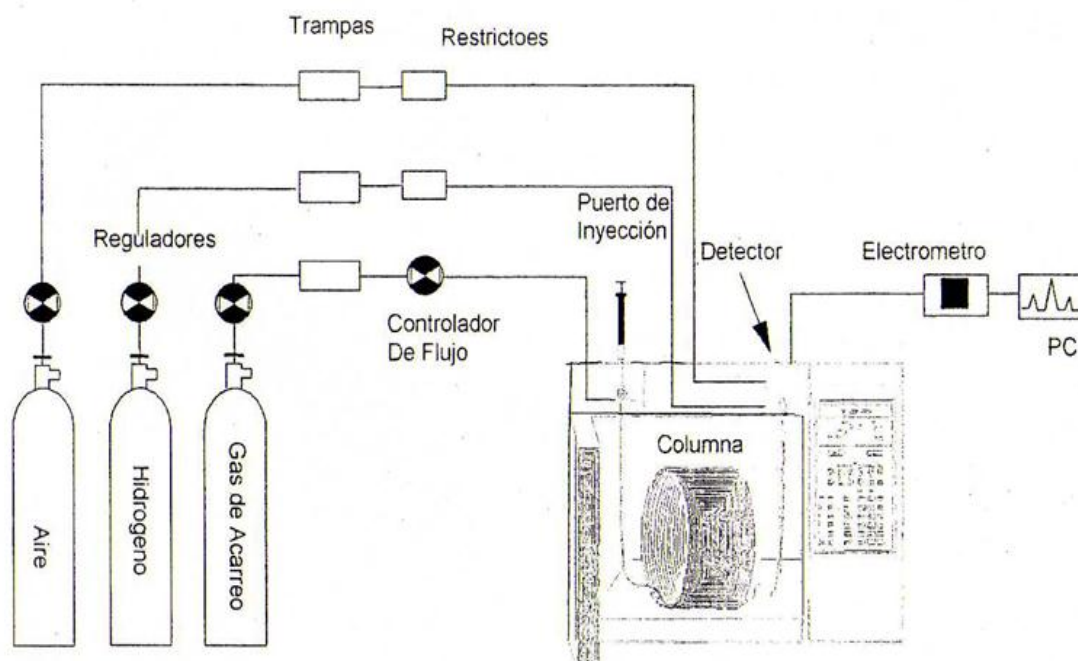 Trampas
Restrictoes
Puerto de
Inyección
Reguladores
Detector
Electrometro
Controlador
De Flujo
PC
Columna
Aire
Hidrogeno
Gas de Acarreo